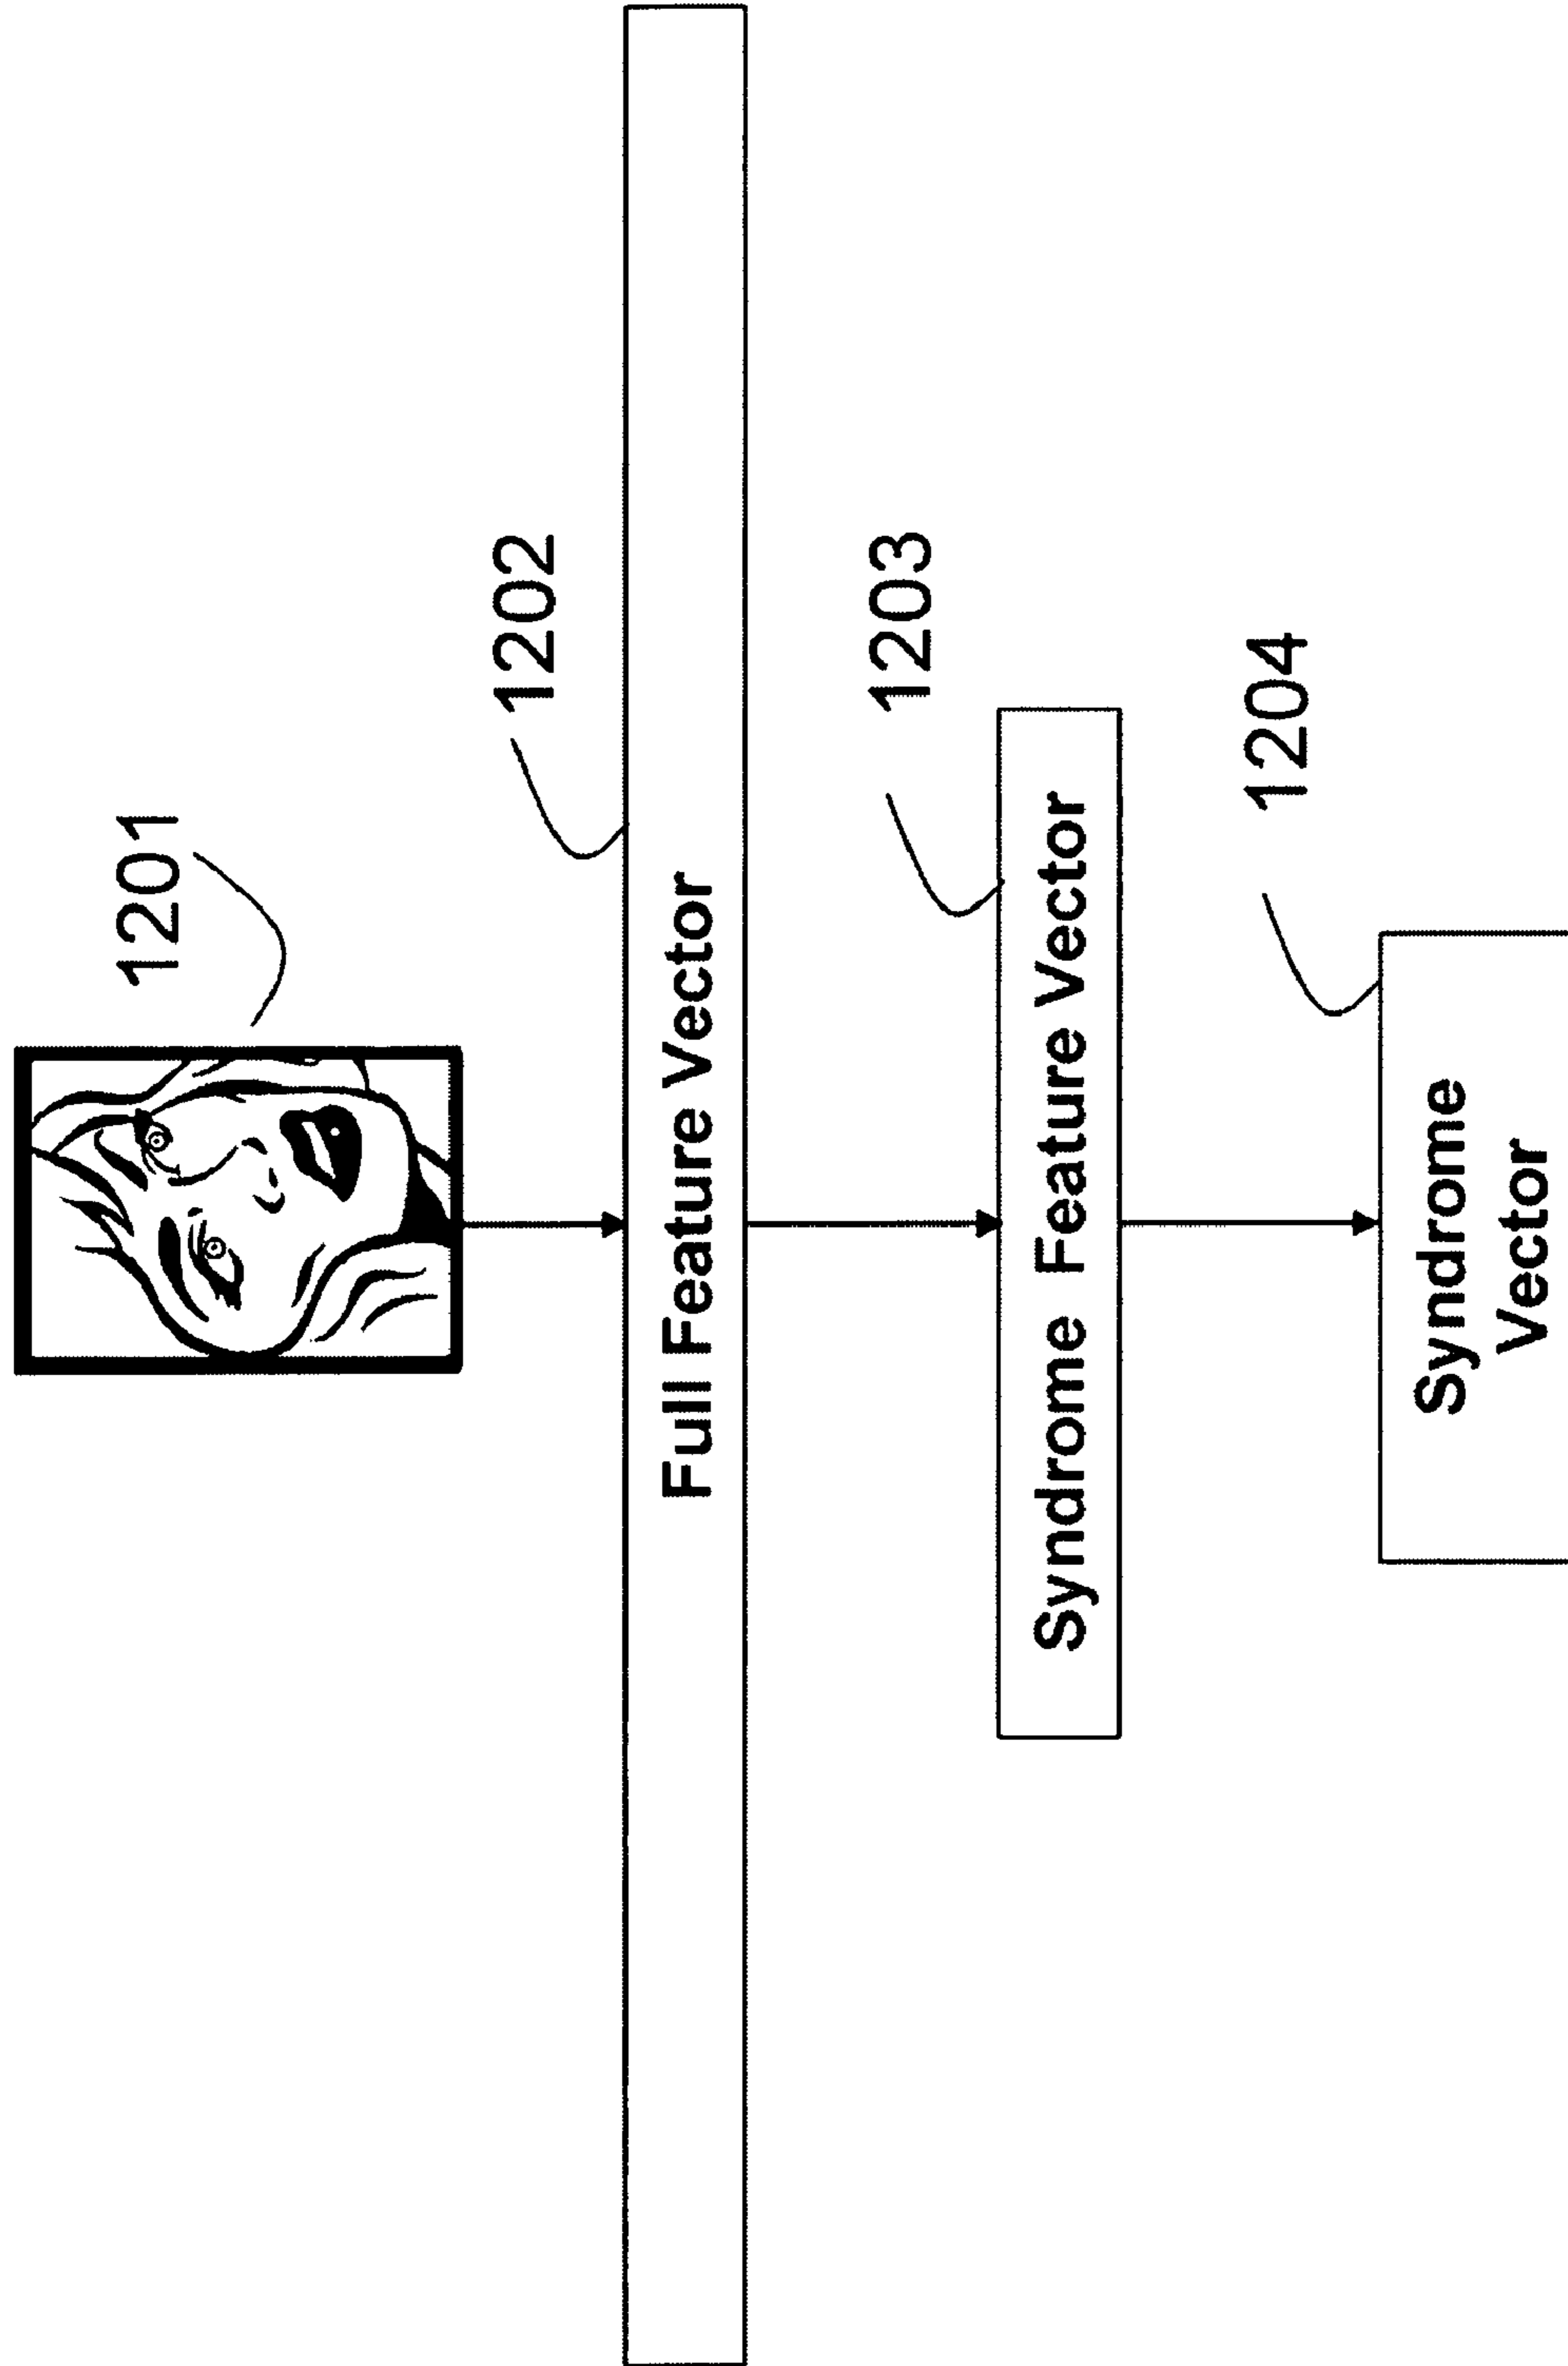 1201
1202
Full Feature Vector
1203
Syndrome Feature Vector
1204
Syndrome
Vector